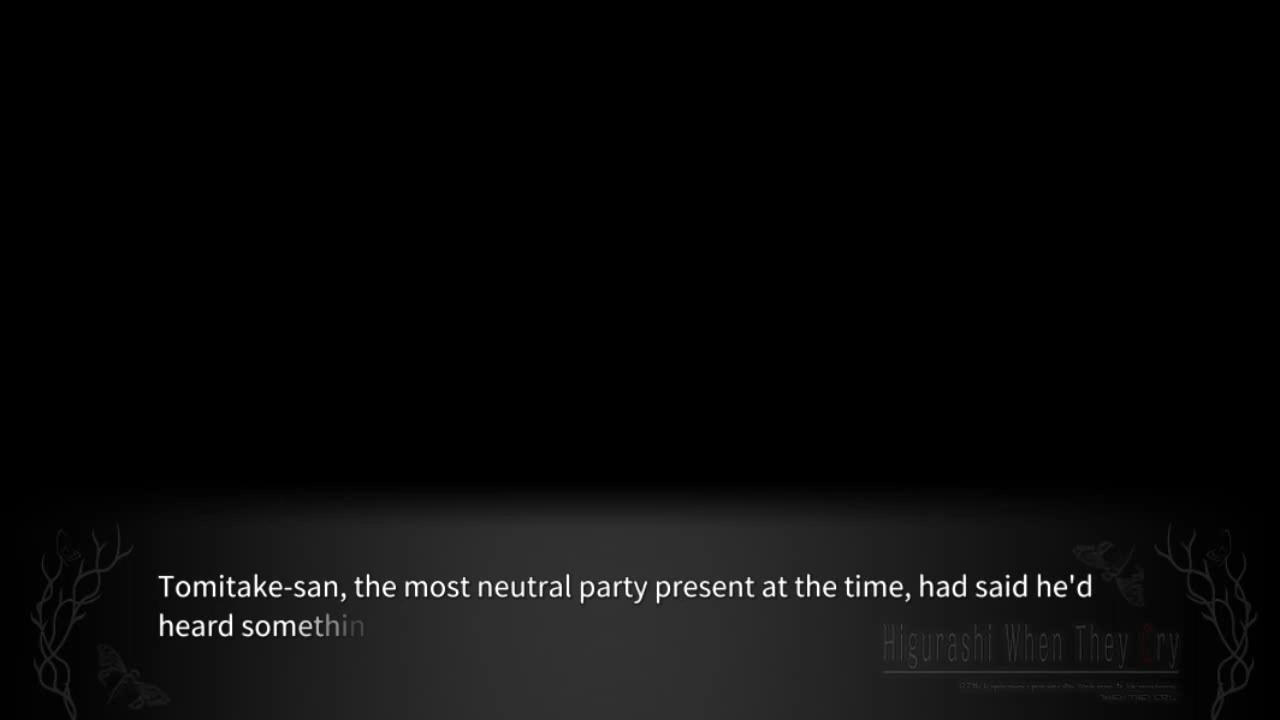 Tomitake-san, the most neutral party present at the time, had said he'd
heard somethin
Higurashi When They Cry